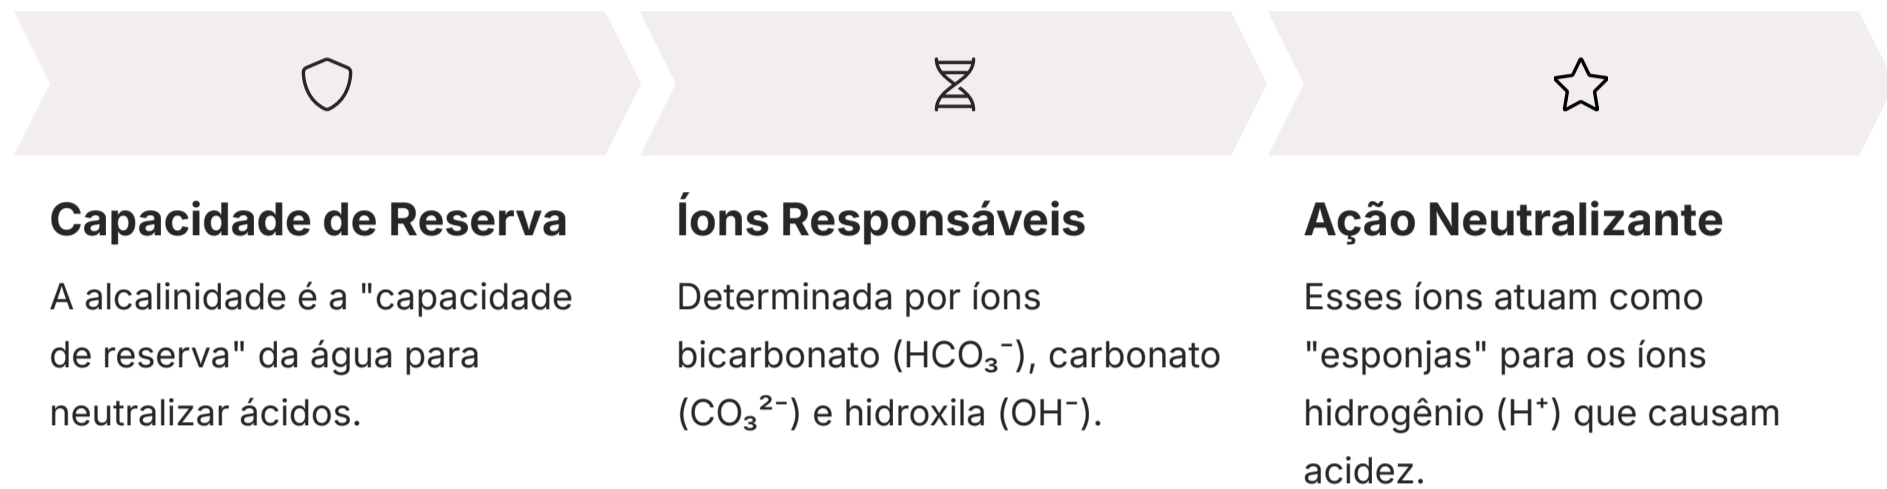 Capacidade de Reserva
A alcalinidade é a "capacidade
de reserva" da água para
neutralizar ácidos.
Íons Responsáveis
Determinada por íons
bicarbonato (HCO₃⁻), carbonato
(CO₃²⁻) e hidroxila (OH⁻).
Ação Neutralizante
Esses íons atuam como
"esponjas" para os íons
hidrogênio (H⁺) que causam
acidez.